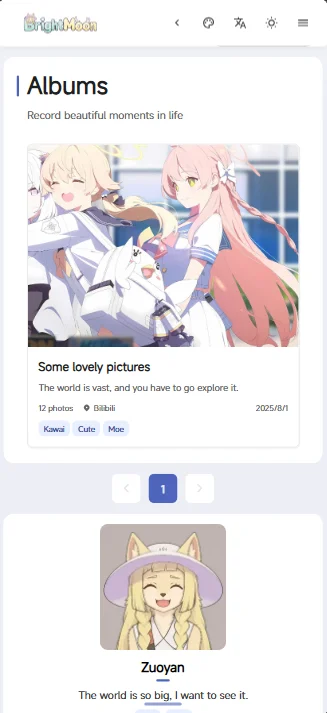 BrightMoon
Albums
Record beautiful moments in life
Some lovely pictures
The world is vast, and you have to go explore it.
12 photos Bilibili 2025/8/1
Kawai Cute Moe
1
Zuoyan
The world is so big, I want to see it.